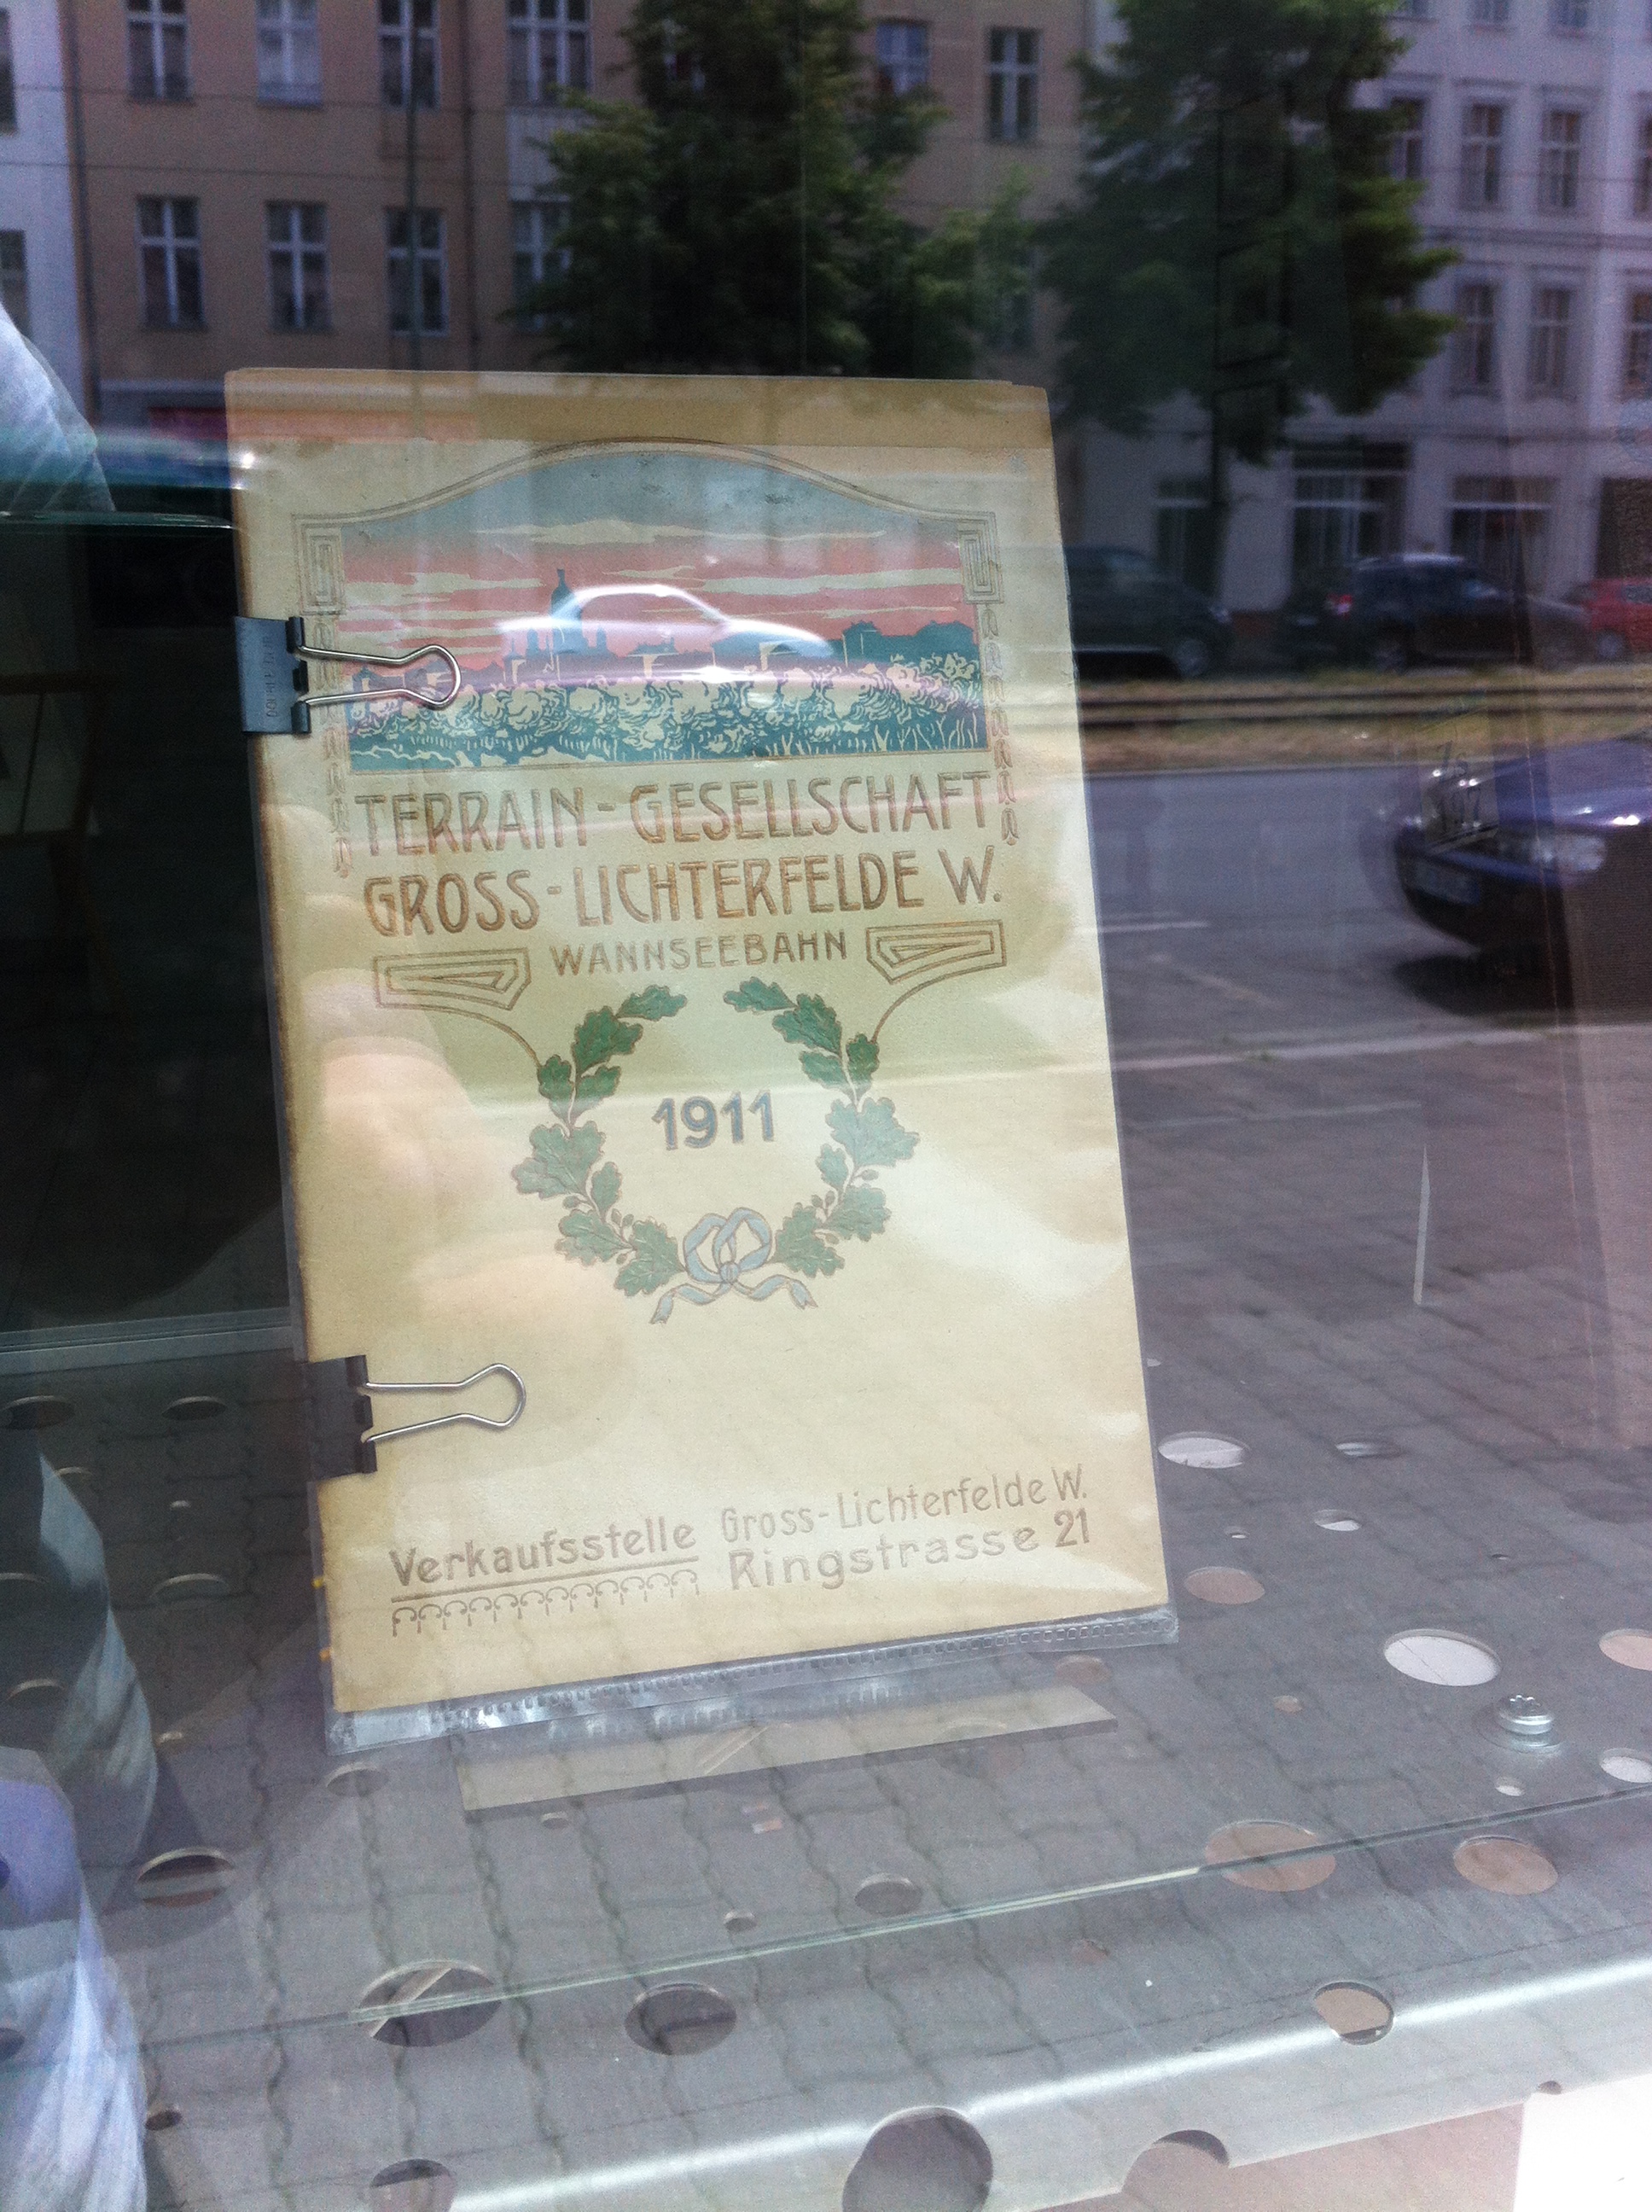 TERRAIN-GESELLSCHAFT
GROSS-LICHTERFELDE W.
WANNSEEBAHN
1911
Verkaufsstelle
Gross-Lichterfelde W.
Ringstrasse 21